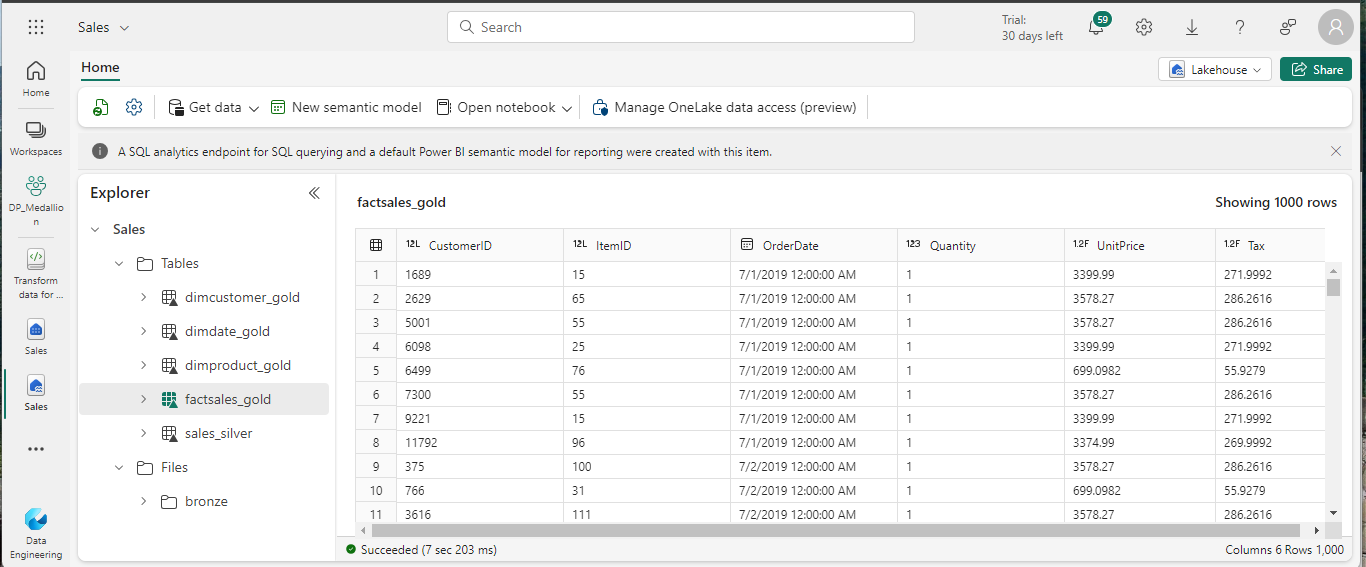 Sales
Search
Trial:
30 days left
59
Home
Workspaces
DP_Medallio
n
Transform
data for ...
Sales
Sales
Data
Engineering
Home
Lakehouse
Share
Get data
New semantic model
Open notebook
Manage OneLake data access (preview)
A SQL analytics endpoint for SQL querying and a default Power BI semantic model for reporting were created with this item.
Explorer
Sales
Tables
dimcustomer_gold
dimdate_gold
dimproduct_gold
factsales_gold
sales_silver
Files
bronze
factsales_gold
Showing 1000 rows
12L CustomerID 12L ItemID OrderDate 123 Quantity 1.2F UnitPrice 1.2F Tax
1 1689 15 7/1/2019 12:00:00 AM 1 3399.99 271.9992
2 2629 65 7/1/2019 12:00:00 AM 1 3578.27 286.2616
3 5001 55 7/1/2019 12:00:00 AM 1 3578.27 286.2616
4 6098 25 7/1/2019 12:00:00 AM 1 3399.99 271.9992
5 6499 76 7/1/2019 12:00:00 AM 1 699.0982 55.9279
6 7300 55 7/1/2019 12:00:00 AM 1 3578.27 286.2616
7 9221 15 7/1/2019 12:00:00 AM 1 3399.99 271.9992
8 11792 96 7/1/2019 12:00:00 AM 1 3374.99 269.9992
9 375 100 7/2/2019 12:00:00 AM 1 3578.27 286.2616
10 766 31 7/2/2019 12:00:00 AM 1 699.0982 55.9279
11 3616 111 7/2/2019 12:00:00 AM 1 3578.27 286.2616
Succeeded (7 sec 203 ms)
Columns 6 Rows 1,000